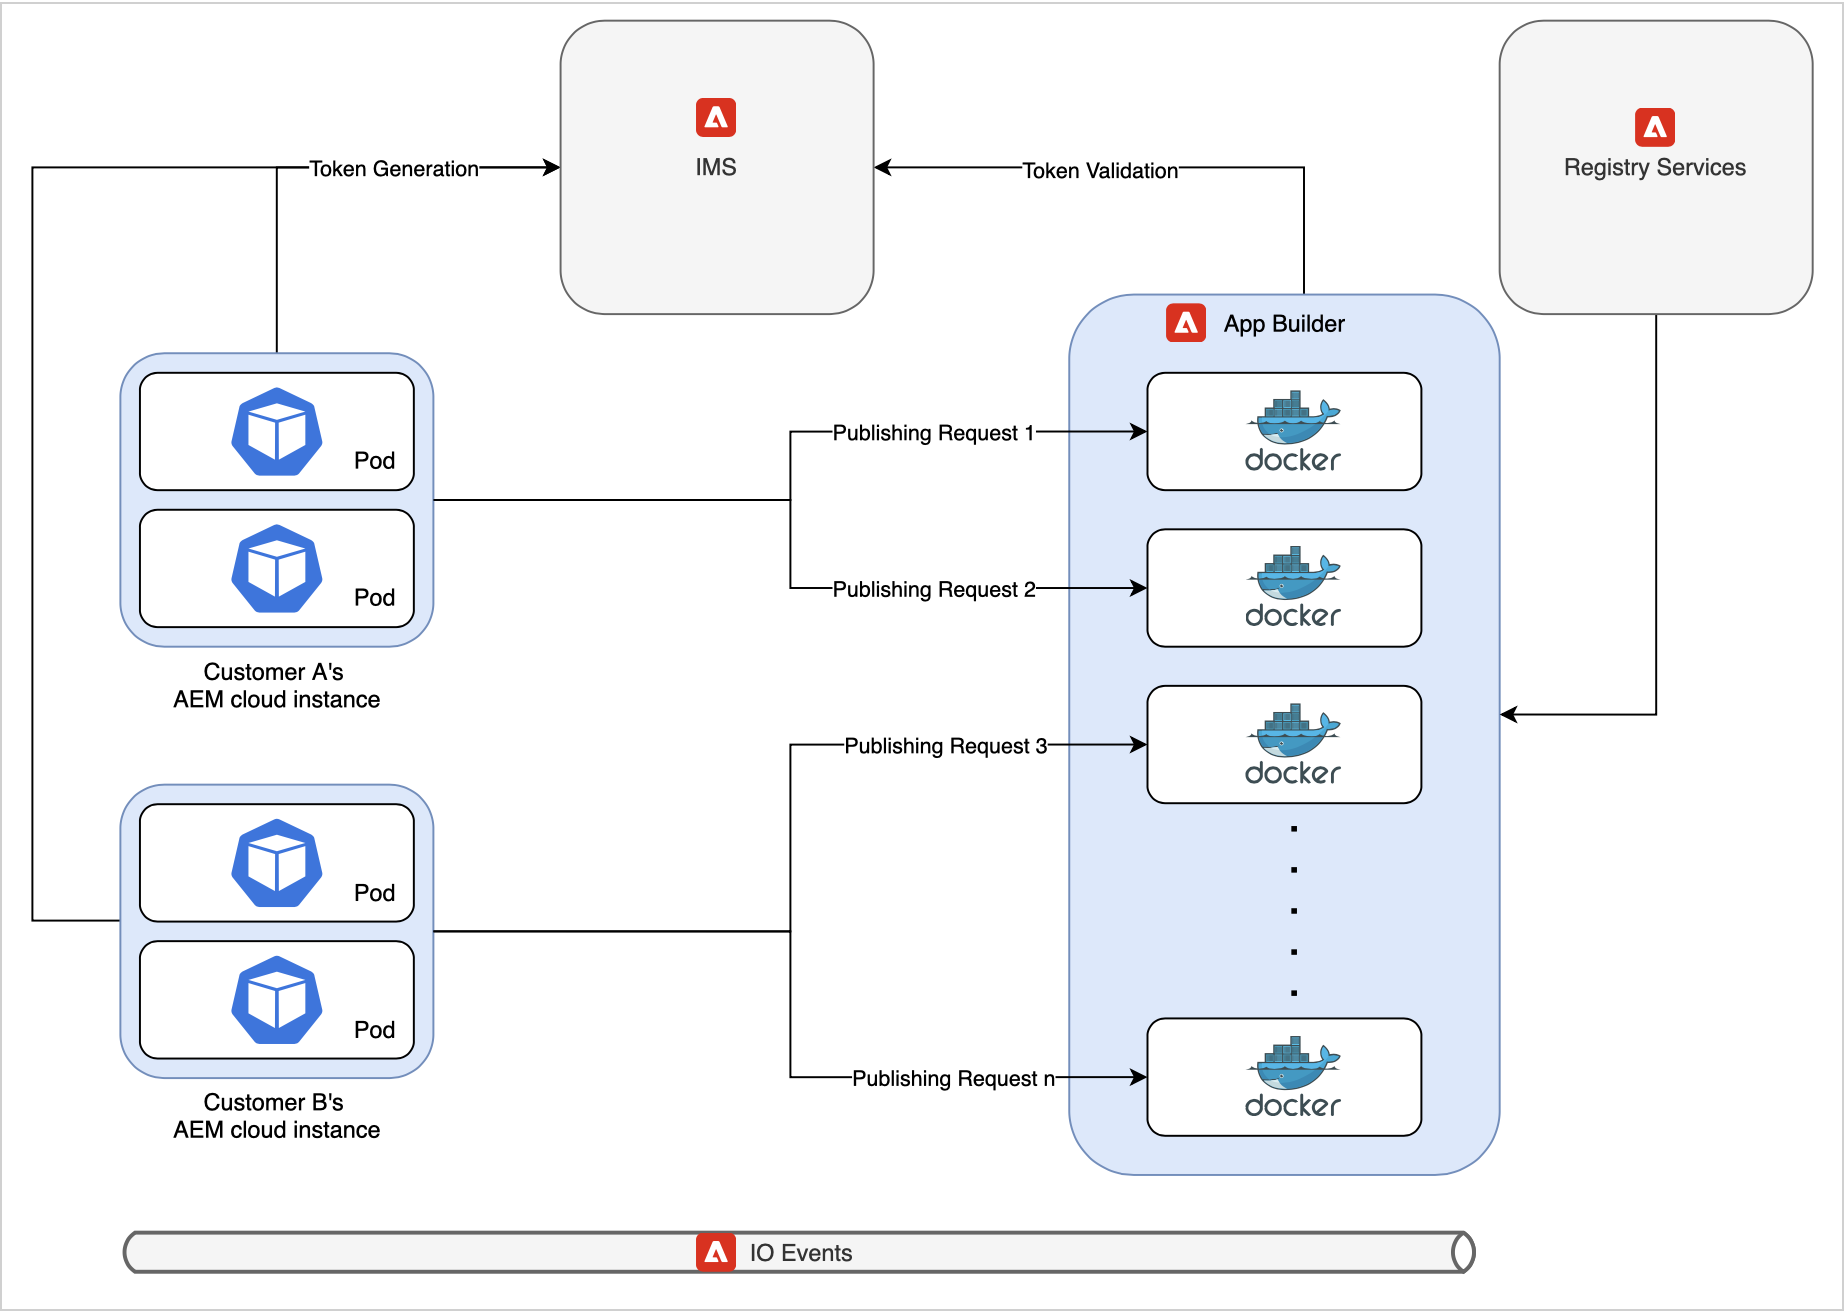 IMS
Registry Services
Token Generation
Token Validation
App Builder
Pod
Pod
Customer A's
AEM cloud instance
Publishing Request 1
docker
Publishing Request 2
docker
Publishing Request 3
docker
Pod
Pod
Customer B's
AEM cloud instance
Publishing Request n
docker
IO Events